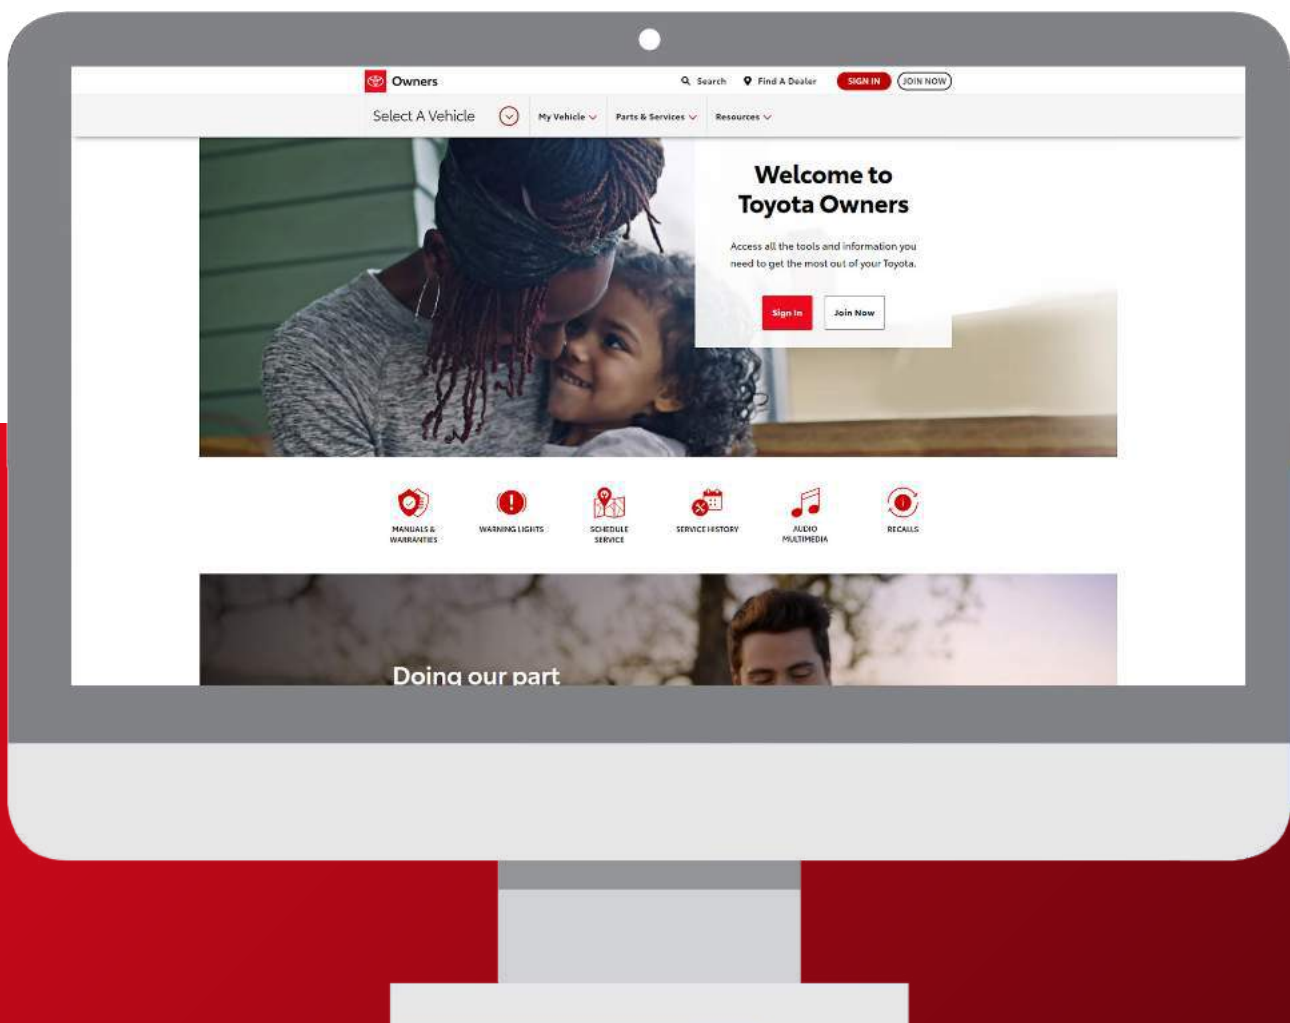 Owners
Search
Find A Dealer
SIGN IN
JOIN NOW
Select A Vehicle
My Vehicle
Parts & Services
Resources
Welcome to
Toyota Owners
Access all the tools and information you
need to get the most out of your Toyota.
Sign In
Join Now
MANUALS &
WARRANTIES
WARNING LIGHTS
SCHEDULE
SERVICE
SERVICE HISTORY
AUDIO
MULTIMEDIA
RECALLS
Doing our part